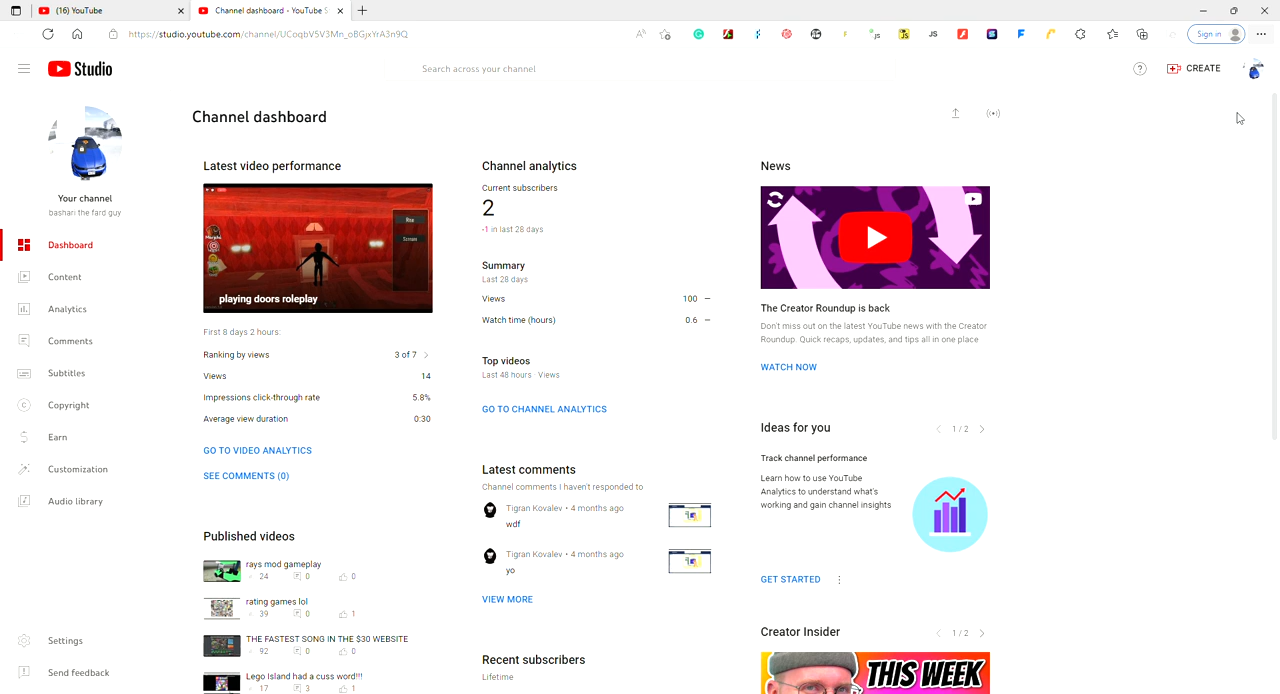 (16) YouTube
Channel dashboard - YouTube S
https://studio.youtube.com/channel/UCoqbV5V3Mn_oBGjxYrA3n9Q
Sign in
Studio
Search across your channel
CREATE
Your channel
bashari the fard guy
Dashboard
Content
Analytics
Comments
Subtitles
Copyright
Earn
Customization
Audio library
Settings
Send feedback
Channel dashboard
Latest video performance
playing doors roleplay
First 8 days 2 hours:
Ranking by views 3 of 7
Views 14
Impressions click-through rate 5.8%
Average view duration 0:30
GO TO VIDEO ANALYTICS
SEE COMMENTS (0)
Published videos
rays mod gameplay
24 0 0
rating games lol
39 0 1
THE FASTEST SONG IN THE $30 WEBSITE
92 0 0
Lego Island had a cuss word!!!
17 3 1
Channel analytics
Current subscribers
2
-1 in last 28 days
Summary
Last 28 days
Views 100 —
Watch time (hours) 0.6 —
Top videos
Last 48 hours · Views
GO TO CHANNEL ANALYTICS
Latest comments
Channel comments I haven't responded to
Tigran Kovalev • 4 months ago
wdf
Tigran Kovalev • 4 months ago
yo
VIEW MORE
Recent subscribers
Lifetime
News
The Creator Roundup is back
Don't miss out on the latest YouTube news with the Creator
Roundup. Quick recaps, updates, and tips all in one place
WATCH NOW
Ideas for you 1 / 2
Track channel performance
Learn how to use YouTube
Analytics to understand what's
working and gain channel insights
GET STARTED
Creator Insider 1 / 2
THIS WEEK